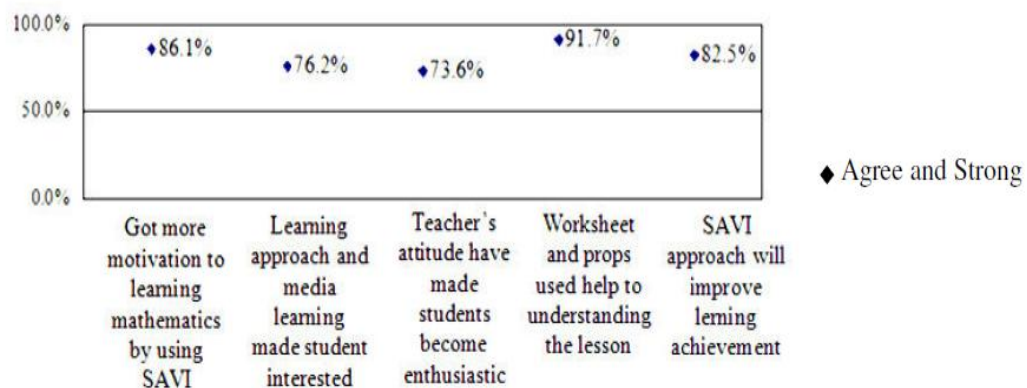 100.0%
86.1%
76.2%
73.6%
91.7%
82.5%
50.0%
0.0%
Agree and Strong
Got more
motivation to
learning
mathematics
by using
SAVI
Learning
approach and
media
learning
made student
interested
Teacher's
attitude have
made
students
become
enthusiastic
Worksheet
and props
used help to
understanding
the lesson
SAVI
approach will
improve
lerning
achievement